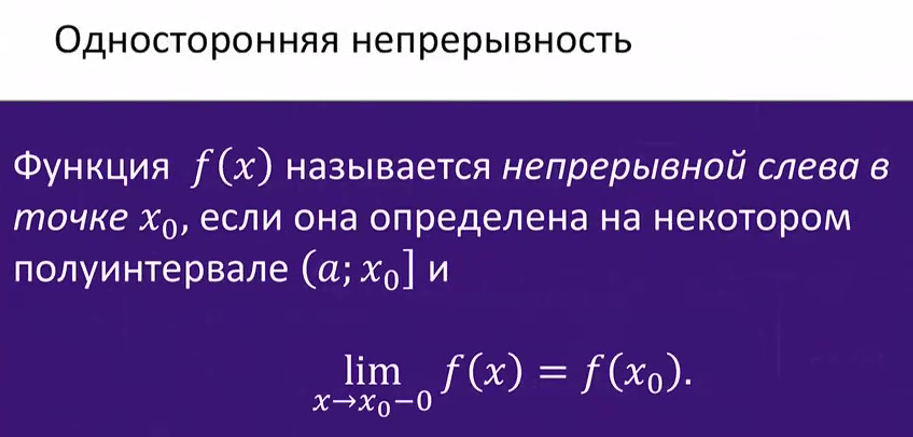 Односторонняя непрерывность
Функция f(x) называется непрерывной слева в
точке x₀, если она определена на некотором
полуинтервале (a; x₀] и
lim f(x) = f(x₀).
x→x₀−0